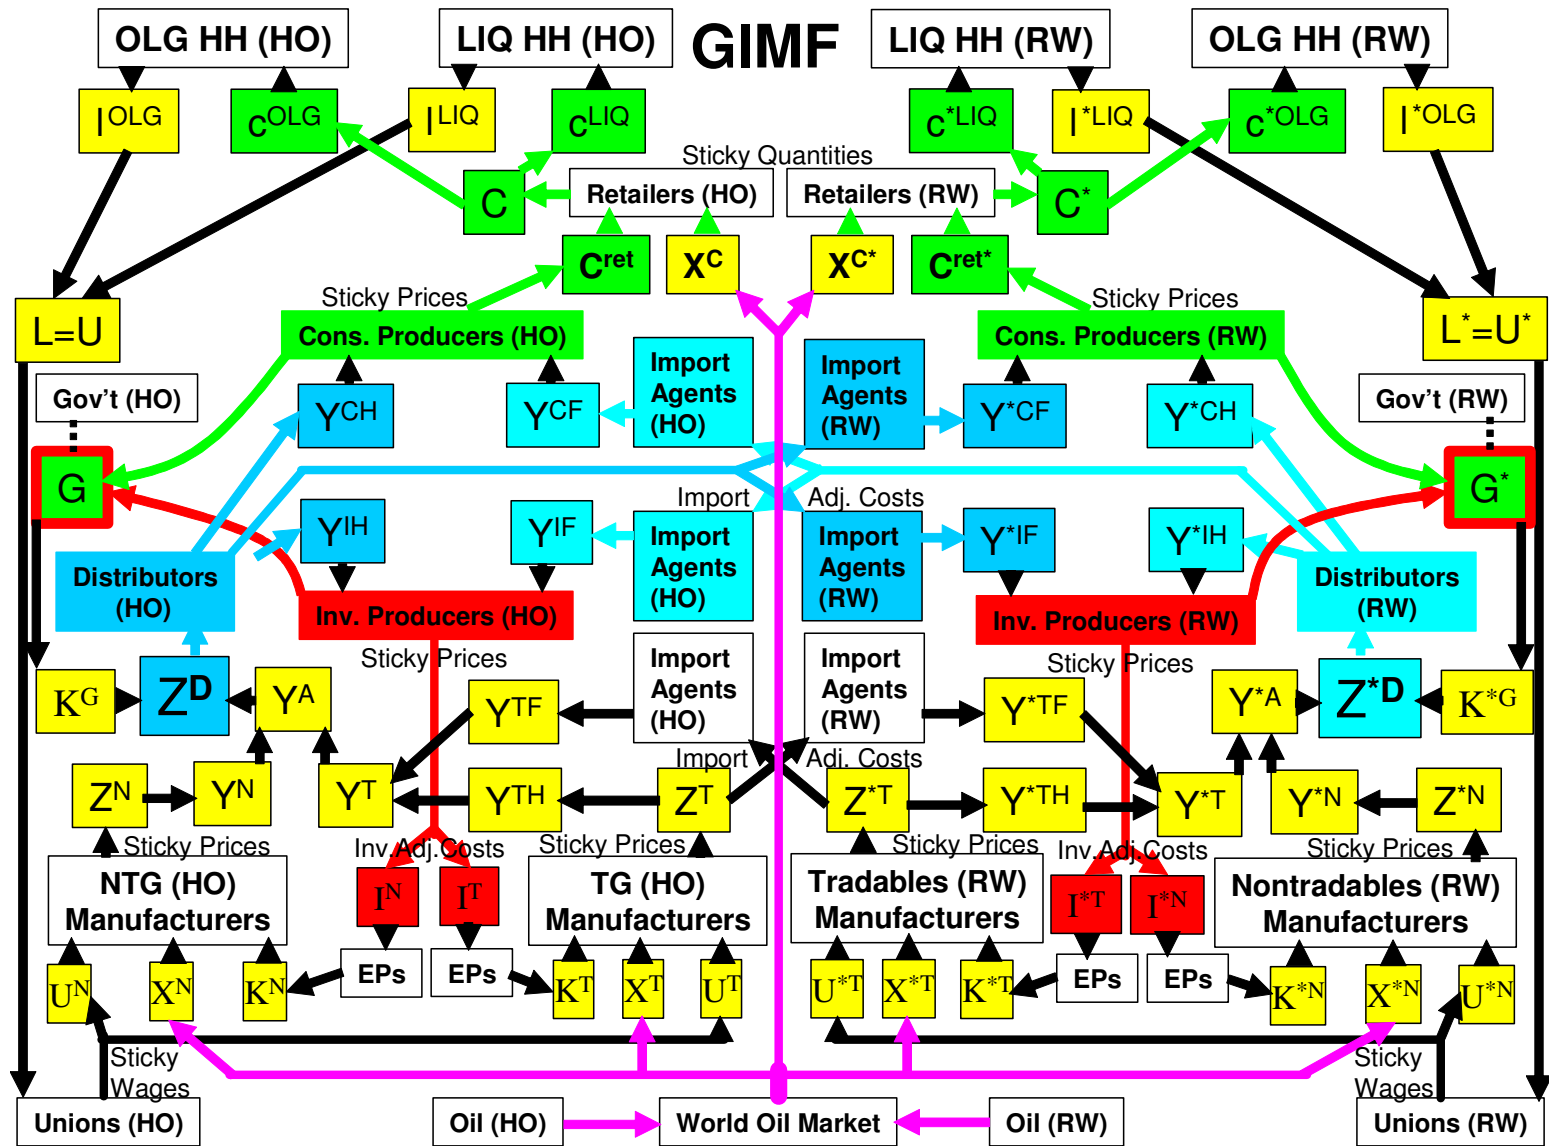 GIMF
OLG HH (HO)
LIQ HH (HO)
LIQ HH (RW)
OLG HH (RW)
l^OLG
c^OLG
l^LIQ
c^LIQ
c^*LIQ
l^*LIQ
c^*OLG
l^*OLG
Sticky Quantities
C
Retailers (HO)
Retailers (RW)
C^*
C^ret
X^C
X^C*
C^ret*
Sticky Prices
Sticky Prices
L=U
Cons. Producers (HO)
Cons. Producers (RW)
L^*=U^*
Gov't (HO)
Y^CH
Y^CF
Import
Agents
(HO)
Import
Agents
(RW)
Y^*CF
Y^*CH
Gov't (RW)
G
Import
Adj. Costs
G^*
Y^IH
Y^IF
Import
Agents
(HO)
Import
Agents
(RW)
Y^*IF
Y^*IH
Distributors
(HO)
Inv. Producers (HO)
Inv. Producers (RW)
Distributors
(RW)
Sticky Prices
Sticky Prices
K^G
Z^D
Y^A
Y^TF
Import
Agents
(HO)
Import
Agents
(RW)
Y^*TF
Y^*A
Z^*D
K^*G
Import
Adj. Costs
Z^N
Y^N
Y^T
Y^TH
Z^T
Z^*T
Y^*TH
Y^*T
Y^*N
Z^*N
Sticky Prices
Inv.Adj.Costs
Sticky Prices
Sticky Prices
Inv.Adj.Costs
Sticky Prices
NTG (HO)
Manufacturers
I^N
I^T
TG (HO)
Manufacturers
Tradables (RW)
Manufacturers
I^*T
I^*N
Nontradables (RW)
Manufacturers
U^N
X^N
K^N
EPs
EPs
K^T
X^T
U^T
U^*T
X^*T
K^*T
EPs
EPs
K^*N
X^*N
U^*N
Sticky
Wages
Sticky
Wages
Unions (HO)
Oil (HO)
World Oil Market
Oil (RW)
Unions (RW)